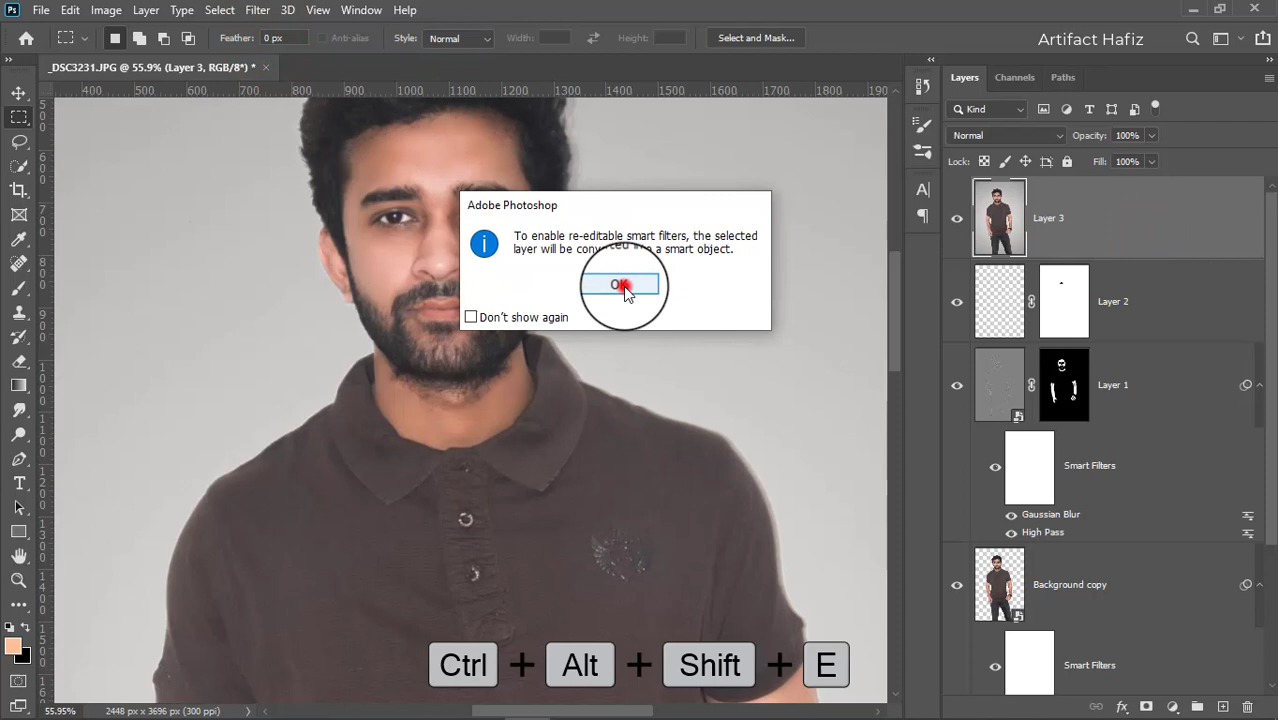 Ps File Edit Image Layer Type Select Filter 3D View Window Help
Feather: 0 px Anti-alias Style: Normal Width: Height: Select and Mask... Artifact Hafiz
_DSC3231.JPG @ 55.9% (Layer 3, RGB/8*) * ×
400 500 600 700 800 900 1000 1100 1200 1300 1400 1500 1600 1700 1800 1900
Layers Channels Paths
Kind
Normal Opacity: 100%
Lock: Fill: 100%
Layer 3
Adobe Photoshop
To enable re-editable smart filters, the selected
layer will be converted into a smart object.
OK
Don't show again
Layer 2
Layer 1
Smart Filters
Gaussian Blur
High Pass
Background copy
Smart Filters
Ctrl + Alt + Shift + E
55.95% 2448 px x 3696 px (300 ppi)